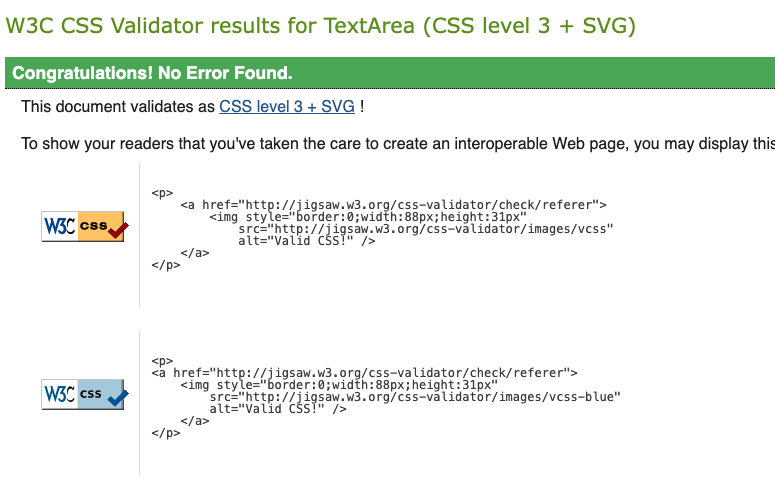 W3C CSS Validator results for TextArea (CSS level 3 + SVG)
Congratulations! No Error Found.
This document validates as CSS level 3 + SVG !
To show your readers that you've taken the care to create an interoperable Web page, you may display this
W3C css
<p>
    <a href="http://jigsaw.w3.org/css-validator/check/referer">
        <img style="border:0;width:88px;height:31px"
            src="http://jigsaw.w3.org/css-validator/images/vcss"
            alt="Valid CSS!" />
    </a>
</p>
W3C css
<p>
<a href="http://jigsaw.w3.org/css-validator/check/referer">
    <img style="border:0;width:88px;height:31px"
        src="http://jigsaw.w3.org/css-validator/images/vcss-blue"
        alt="Valid CSS!" />
    </a>
</p>